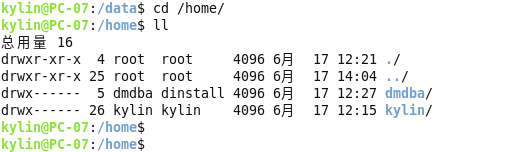 kylin@PC-07:/data$ cd /home/
kylin@PC-07:/home$ ll
总用量 16
drwxr-xr-x  4 root  root     4096 6月  17 12:21 ./
drwxr-xr-x 25 root  root     4096 6月  17 14:04 ../
drwx------  5 dmdba dinstall 4096 6月  17 12:27 dmdba/
drwx------ 26 kylin kylin    4096 6月  17 12:15 kylin/
kylin@PC-07:/home$
kylin@PC-07:/home$